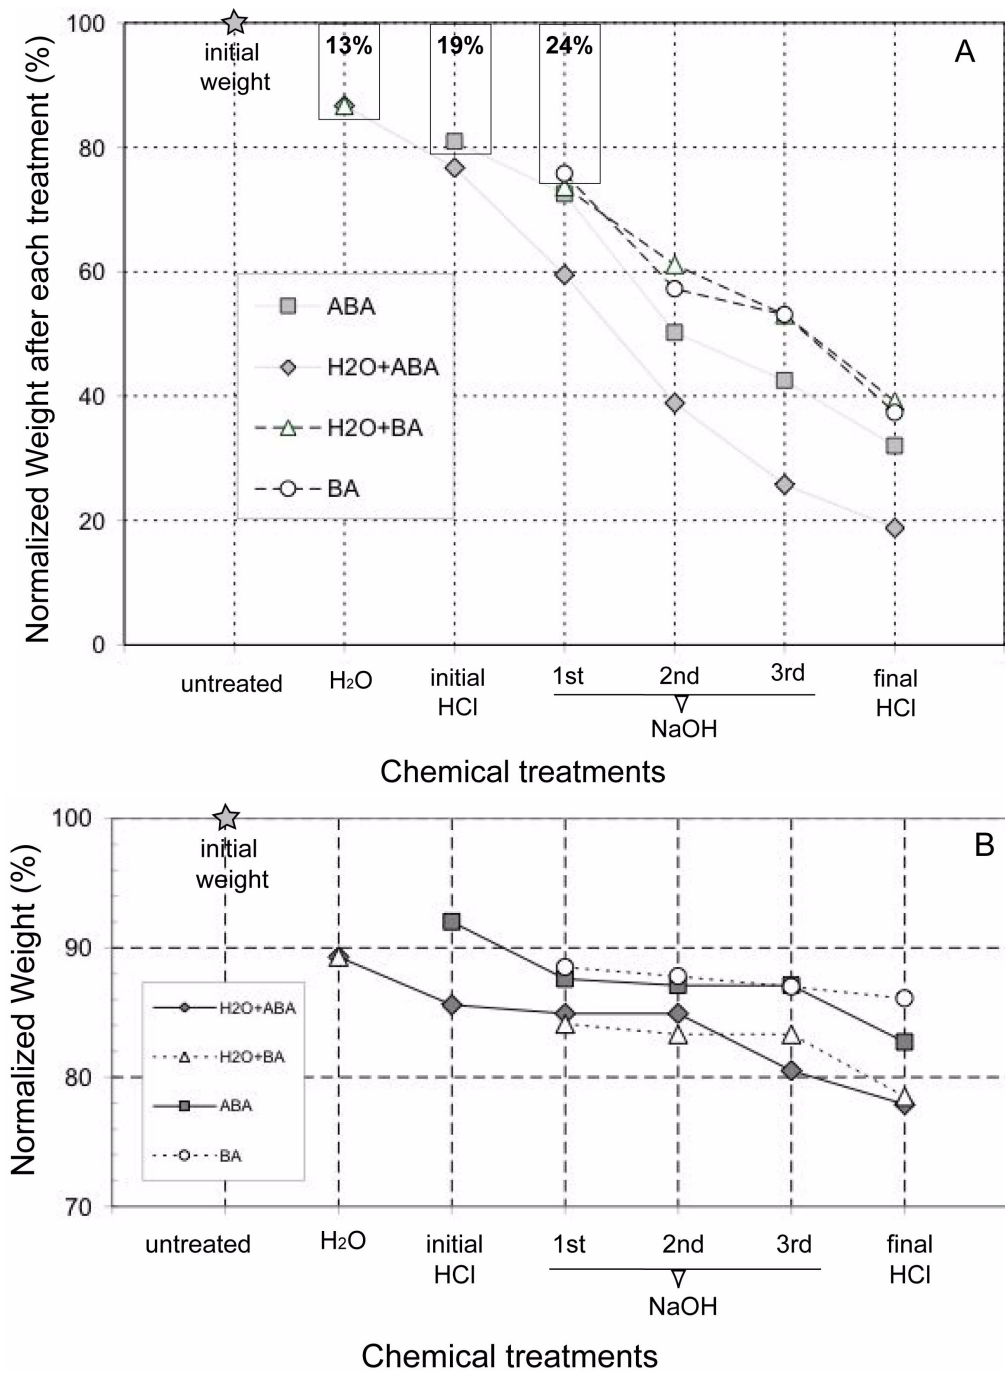 Normalized Weight after each treatment (%)
A
100
80
60
40
20
0
initial
weight
13%
19%
24%
ABA
H2O+ABA
H2O+BA
BA
untreated
H₂O
initial
HCl
1st
2nd
3rd
NaOH
final
HCl
Chemical treatments
Normalized Weight (%)
B
100
90
80
70
initial
weight
H2O+ABA
H2O+BA
ABA
BA
untreated
H₂O
initial
HCl
1st
2nd
3rd
NaOH
final
HCl
Chemical treatments